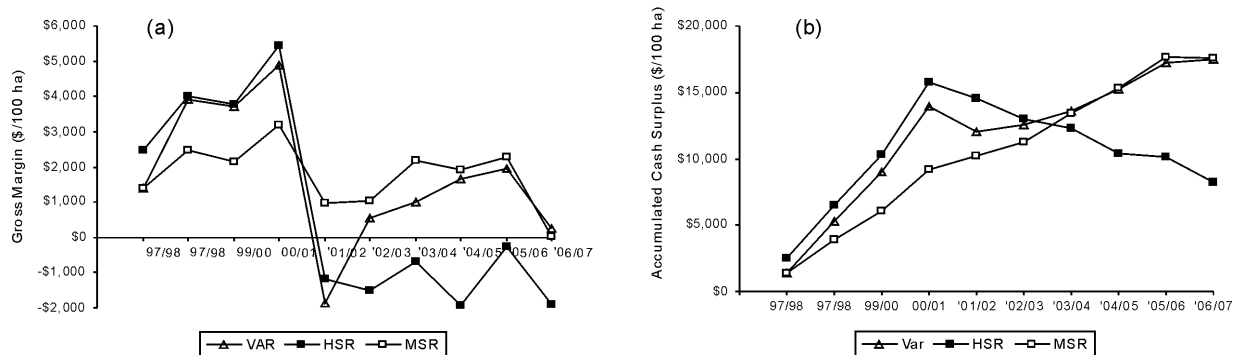 (a)
Gross Margin ($/100 ha)
$6,000
$5,000
$4,000
$3,000
$2,000
$1,000
$0
-$1,000
-$2,000
97/98 97/98 99/00 00/01 '01/02 '02/03 '03/04 '04/05 '05/06 '06/07
VAR HSR MSR
(b)
Accumulated Cash Surplus ($/100 ha)
$20,000
$15,000
$10,000
$5,000
$0
97/98 97/98 99/00 00/01 '01/02 '02/03 '03/04 '04/05 '05/06 '06/07
Var HSR MSR